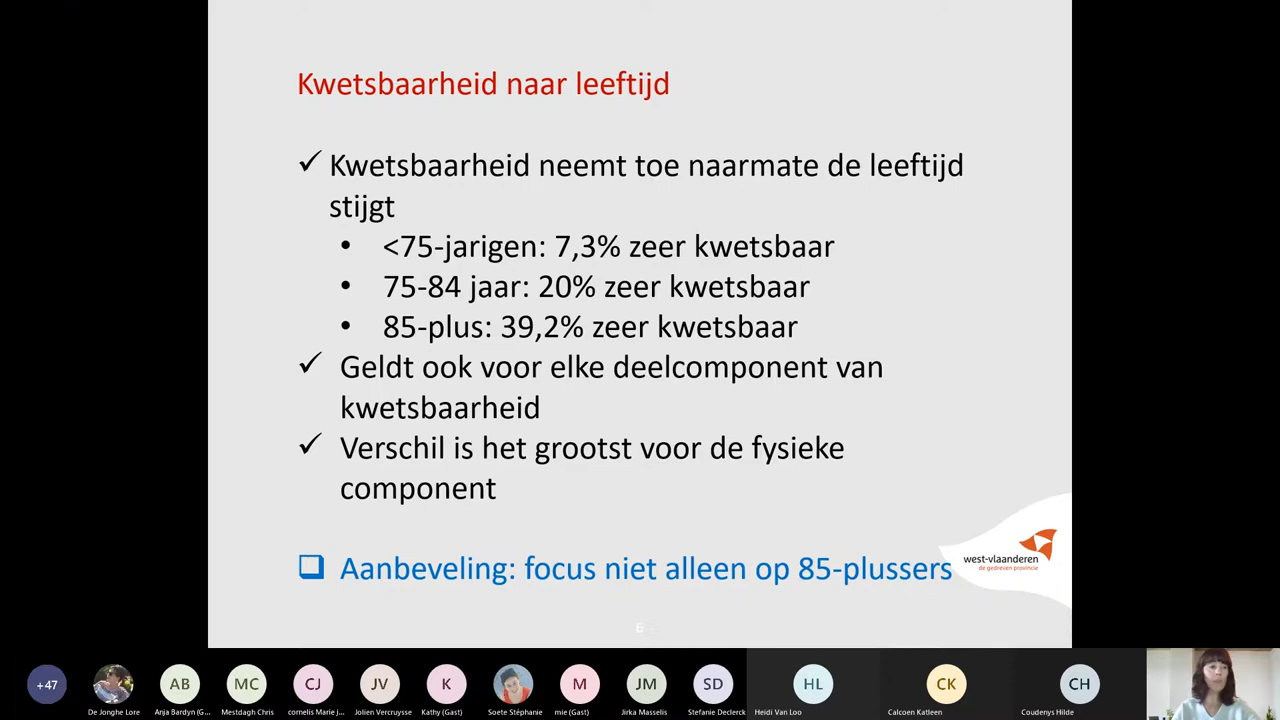 Kwetsbaarheid naar leeftijd
Kwetsbaarheid neemt toe naarmate de leeftijd
stijgt
<75-jarigen: 7,3% zeer kwetsbaar
75-84 jaar: 20% zeer kwetsbaar
85-plus: 39,2% zeer kwetsbaar
Geldt ook voor elke deelcomponent van
kwetsbaarheid
Verschil is het grootst voor de fysieke
component
Aanbeveling: focus niet alleen op 85-plussers
west-vlaanderen
de gedreven provincie
+47
AB
MC
CJ
JV
K
M
JM
SD
HL
CK
CH
De Jonghe Lore
Anja Bardyn (G...
Mestdagh Chris
cornelis Marie j...
Jolien Vercruysse
Kathy (Gast)
Soete Stéphanie
mie (Gast)
Jirka Masselis
Stefanie Declerck
Heidi Van Loo
Calcoen Katleen
Coudenys Hilde